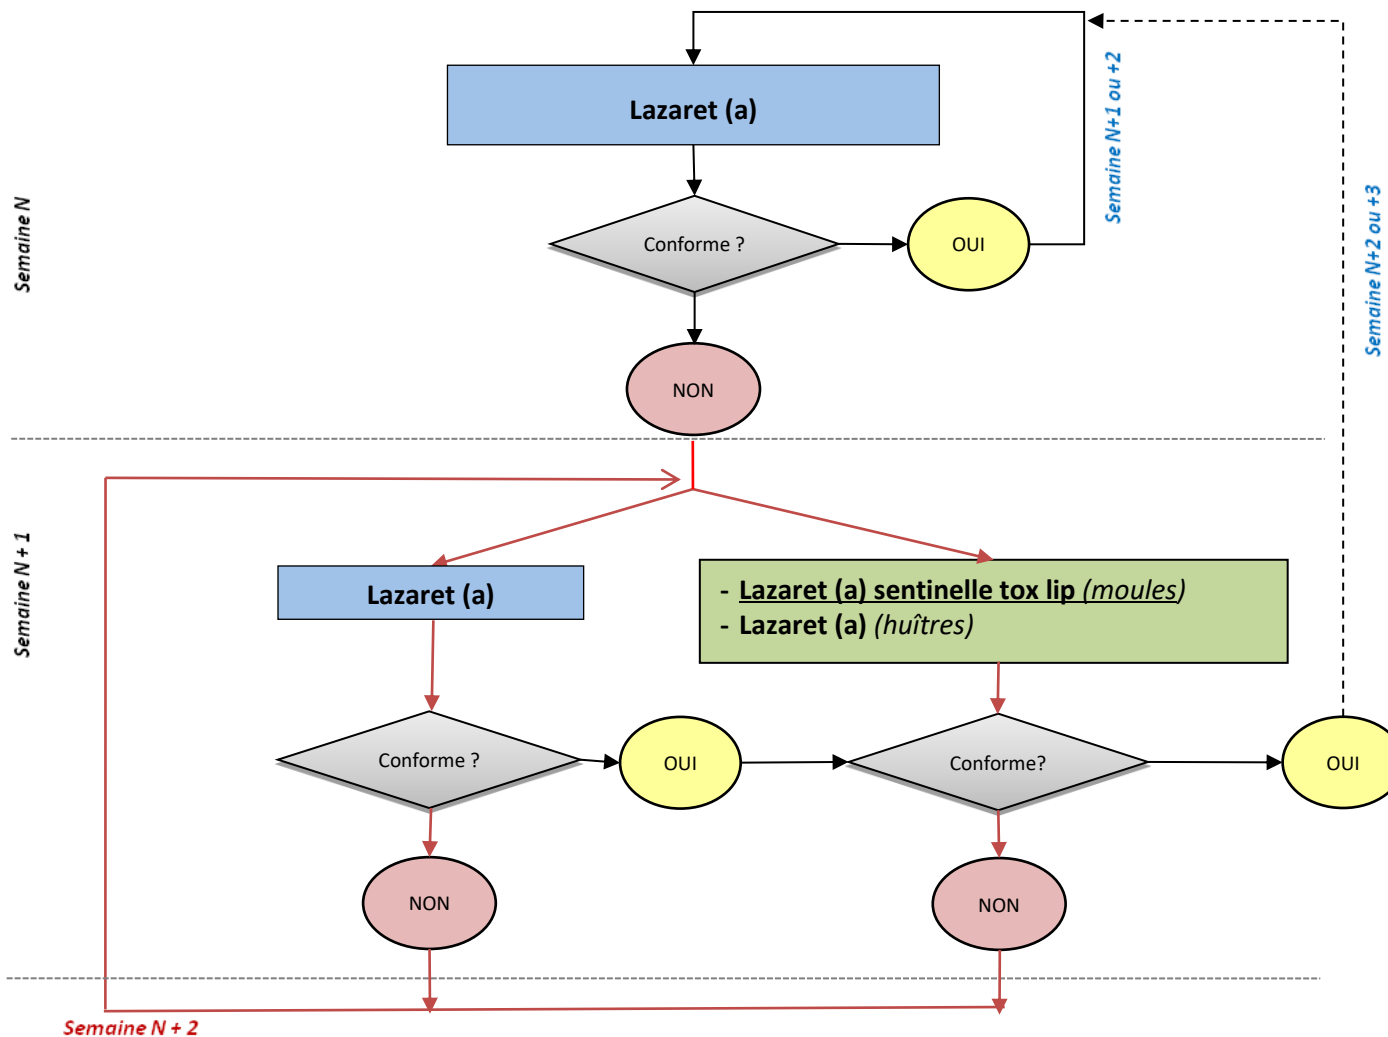 Lazaret (a)
Semaine N+1 ou +2
Semaine N
Semaine N+2 ou +3
Conforme ?
OUI
NON
Semaine N + 1
Lazaret (a)
- Lazaret (a) sentinelle tox lip (moules)
- Lazaret (a) (huîtres)
Conforme ?
OUI
Conforme?
OUI
NON
NON
Semaine N + 2